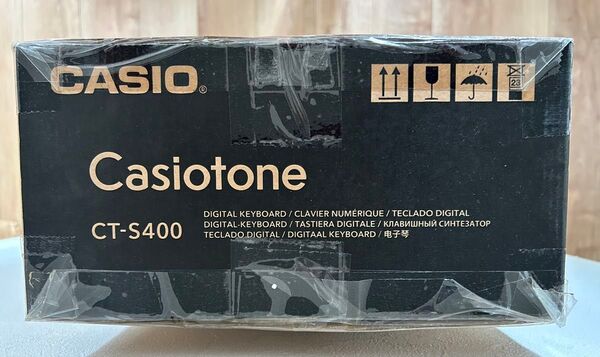 CASIO®
23
Casiotone
CT-S400
DIGITAL KEYBOARD / CLAVIER NUMÉRIQUE / TECLADO DIGITAL
DIGITAL-KEYBOARD / TASTIERA DIGITALE / КЛАВИШНЫЙ СИНТЕЗАТОР
TECLADO DIGITAL / DIGITAAL KEYBOARD / 电子琴